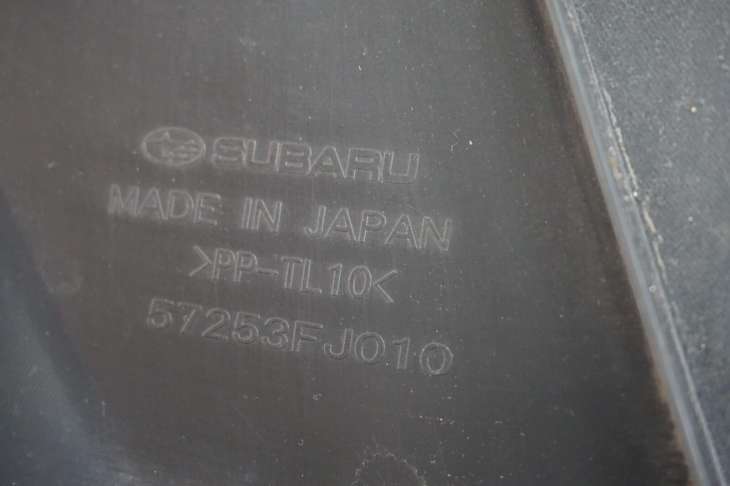 SUBARU
MADE IN JAPAN
>PP-TL10<
57253FJ010